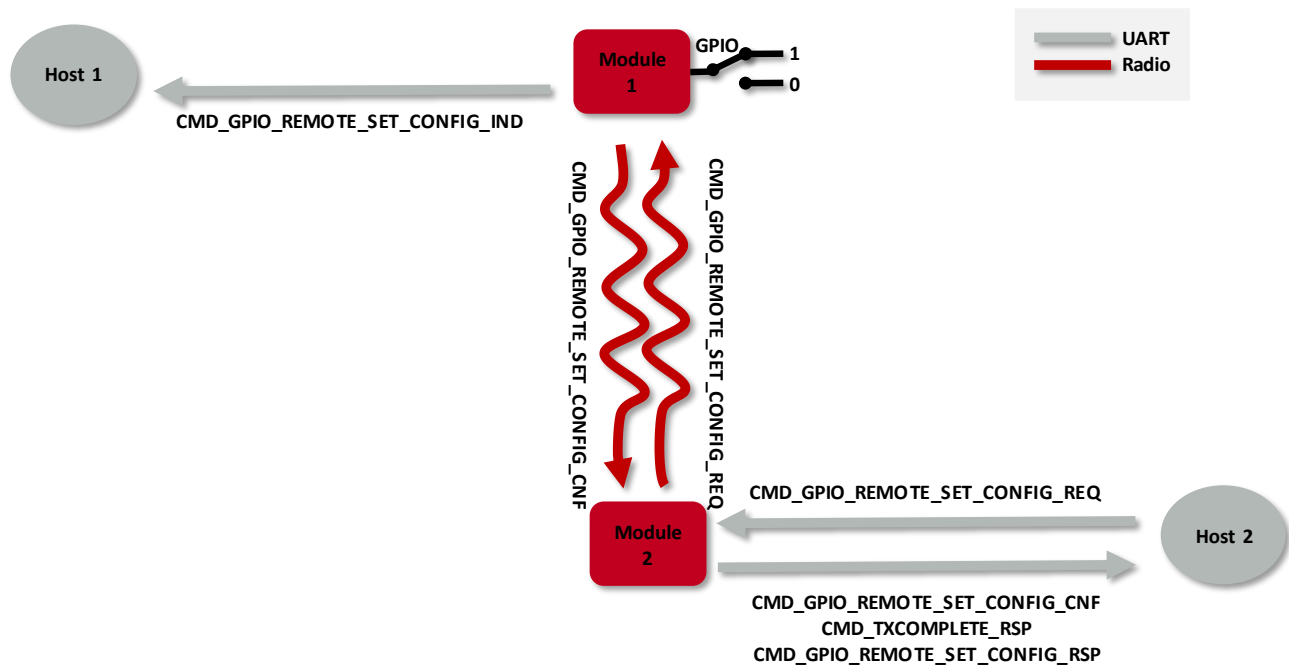 Host 1
Module
1
GPIO
1
0
UART
Radio
CMD_GPIO_REMOTE_SET_CONFIG_IND
CMD_GPIO_REMOTE_SET_CONFIG_CNF
CMD_GPIO_REMOTE_SET_CONFIG_REQ
Module
2
CMD_GPIO_REMOTE_SET_CONFIG_REQ
Host 2
CMD_GPIO_REMOTE_SET_CONFIG_CNF
CMD_TXCOMPLETE_RSP
CMD_GPIO_REMOTE_SET_CONFIG_RSP